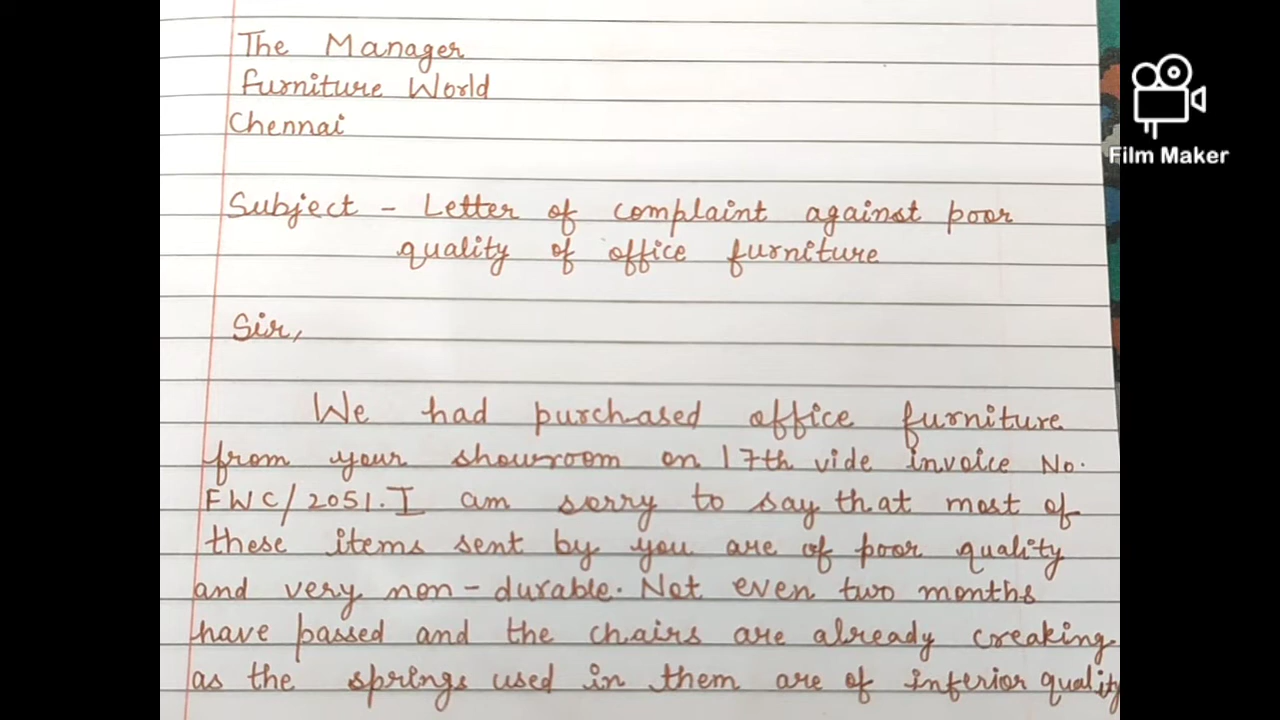 The Manager
Furniture World
Chennai
Subject - Letter of complaint against poor
quality of office furniture
Sir,
We had purchased office furniture
from your showroom on 17th vide invoice No.
FWC/2051. I am sorry to say that most of
these items sent by you are of poor quality
and very non-durable. Not even two months
have passed and the chairs are already creaking
as the springs used in them are of inferior quality
Film Maker